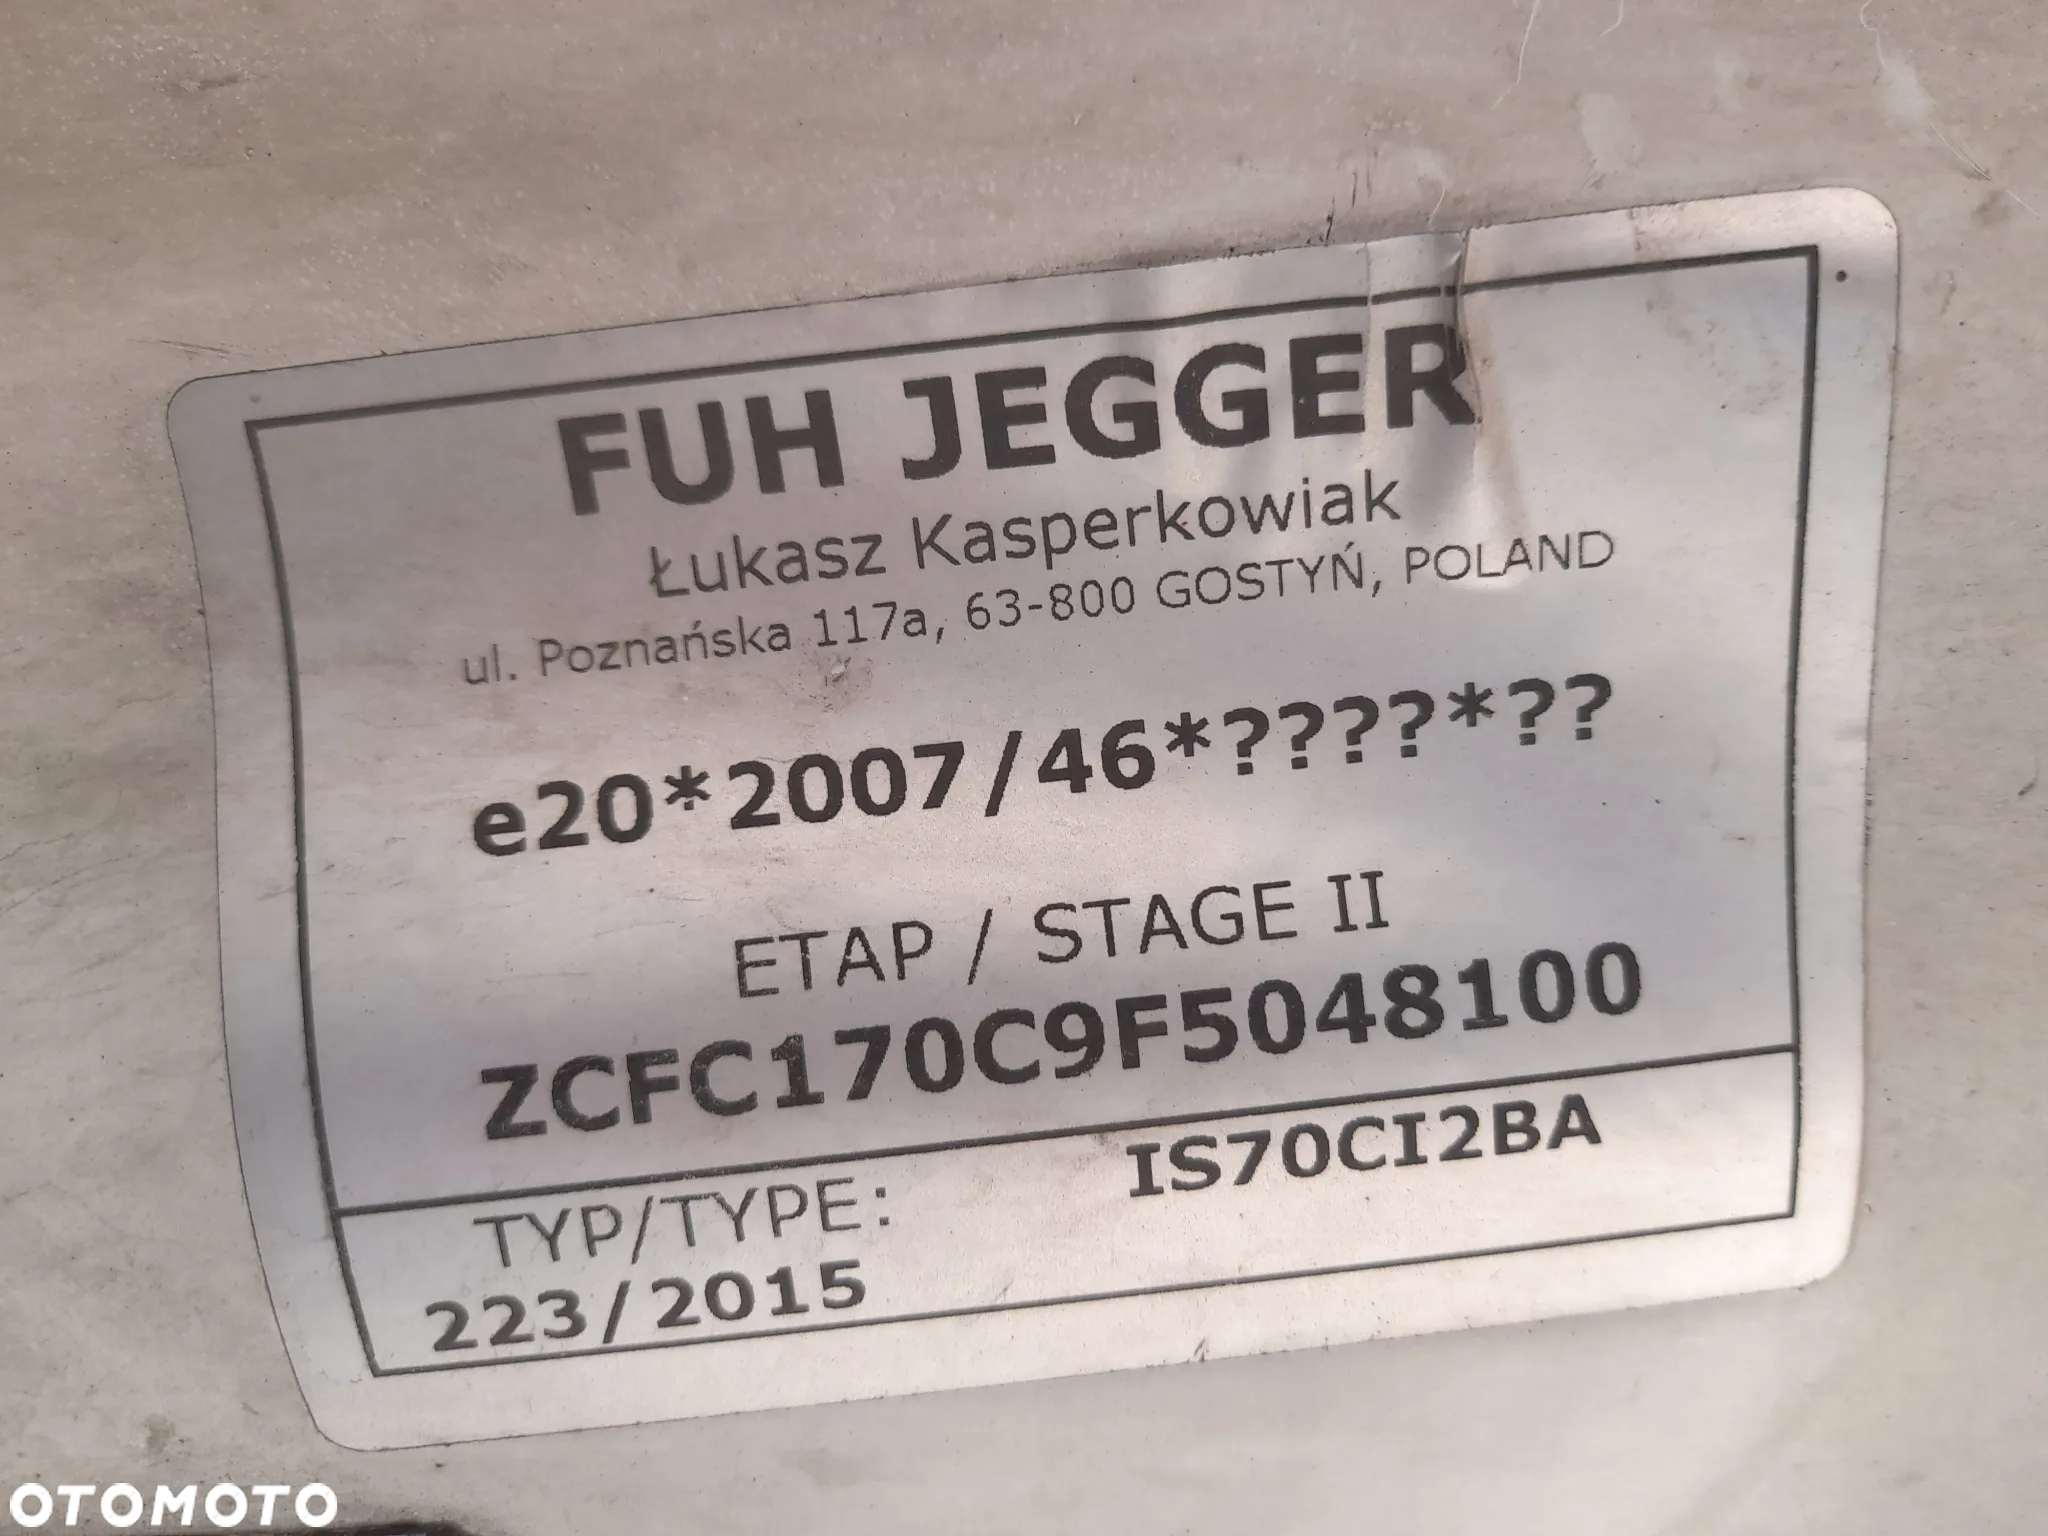 FUH JEGGER
Łukasz Kasperkowiak
ul. Poznańska 117a, 63-800 GOSTYŃ, POLAND
e20*2007/46*????*??
ETAP / STAGE II
ZCFC170C9F5048100
TYP/TYPE: IS70CI2BA
223/2015
OTOMOTO